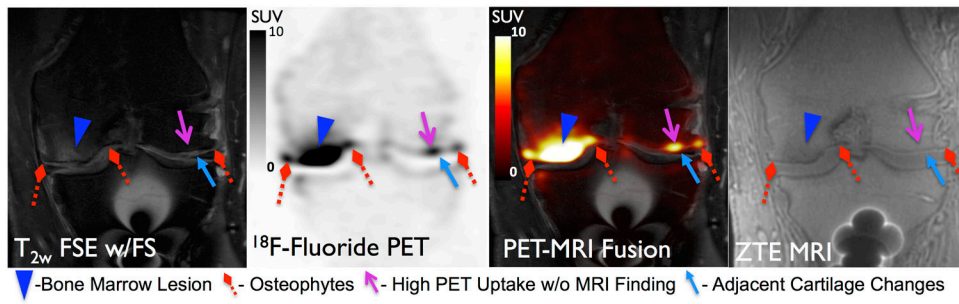 SUV
10
0
SUV
10
0
T2w FSE w/FS
18F-Fluoride PET
PET-MRI Fusion
ZTE MRI
-Bone Marrow Lesion
- Osteophytes
- High PET Uptake w/o MRI Finding
- Adjacent Cartilage Changes